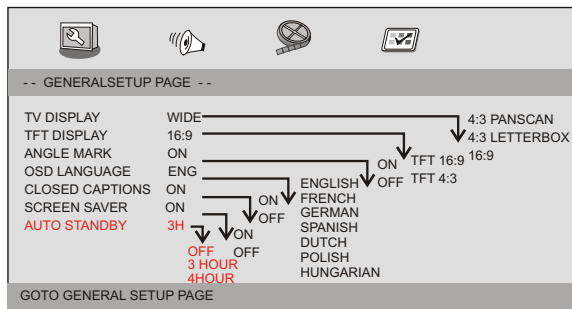 - - GENERALSETUP PAGE - -
TV DISPLAY WIDE 4:3 PANSCAN
TFT DISPLAY 16:9 4:3 LETTERBOX
ANGLE MARK ON ON TFT 16:9 16:9
OSD LANGUAGE ENG ENGLISH OFF TFT 4:3
CLOSED CAPTIONS ON ON FRENCH
SCREEN SAVER ON OFF GERMAN
AUTO STANDBY 3H ON SPANISH
OFF OFF DUTCH
3 HOUR POLISH
4HOUR HUNGARIAN
GOTO GENERAL SETUP PAGE